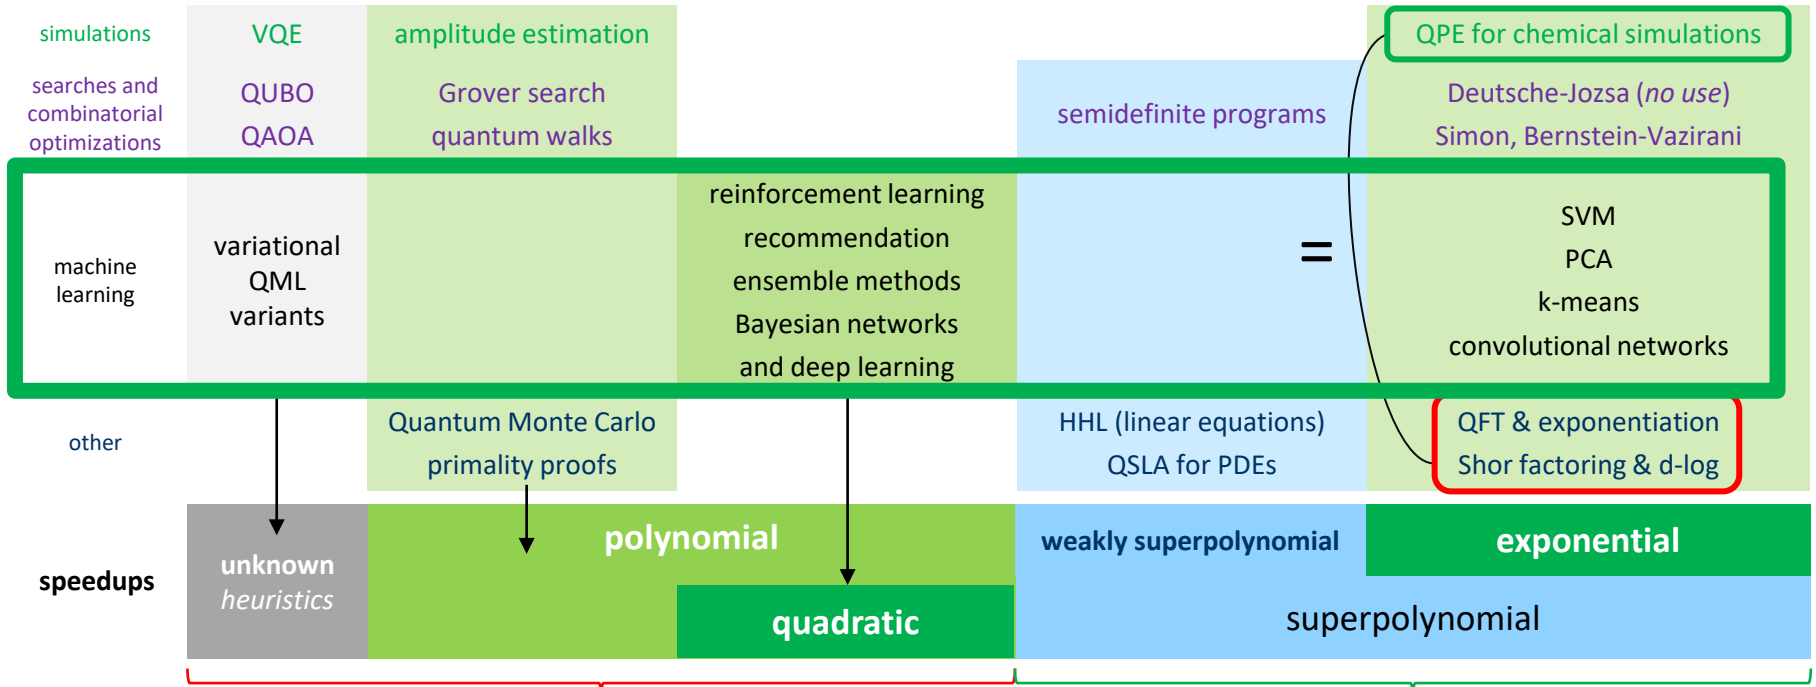 simulations
VQE
amplitude estimation
QPE for chemical simulations
searches and
combinatorial
optimizations
QUBO
QAOA
Grover search
quantum walks
semidefinite programs
Deutsche-Jozsa (no use)
Simon, Bernstein-Vazirani
machine
learning
variational
QML
variants
reinforcement learning
recommendation
ensemble methods
Bayesian networks
and deep learning
=
SVM
PCA
k-means
convolutional networks
other
Quantum Monte Carlo
primality proofs
HHL (linear equations)
QSLA for PDEs
QFT & exponentiation
Shor factoring & d-log
speedups
unknown
heuristics
polynomial
quadratic
weakly superpolynomial
exponential
superpolynomial